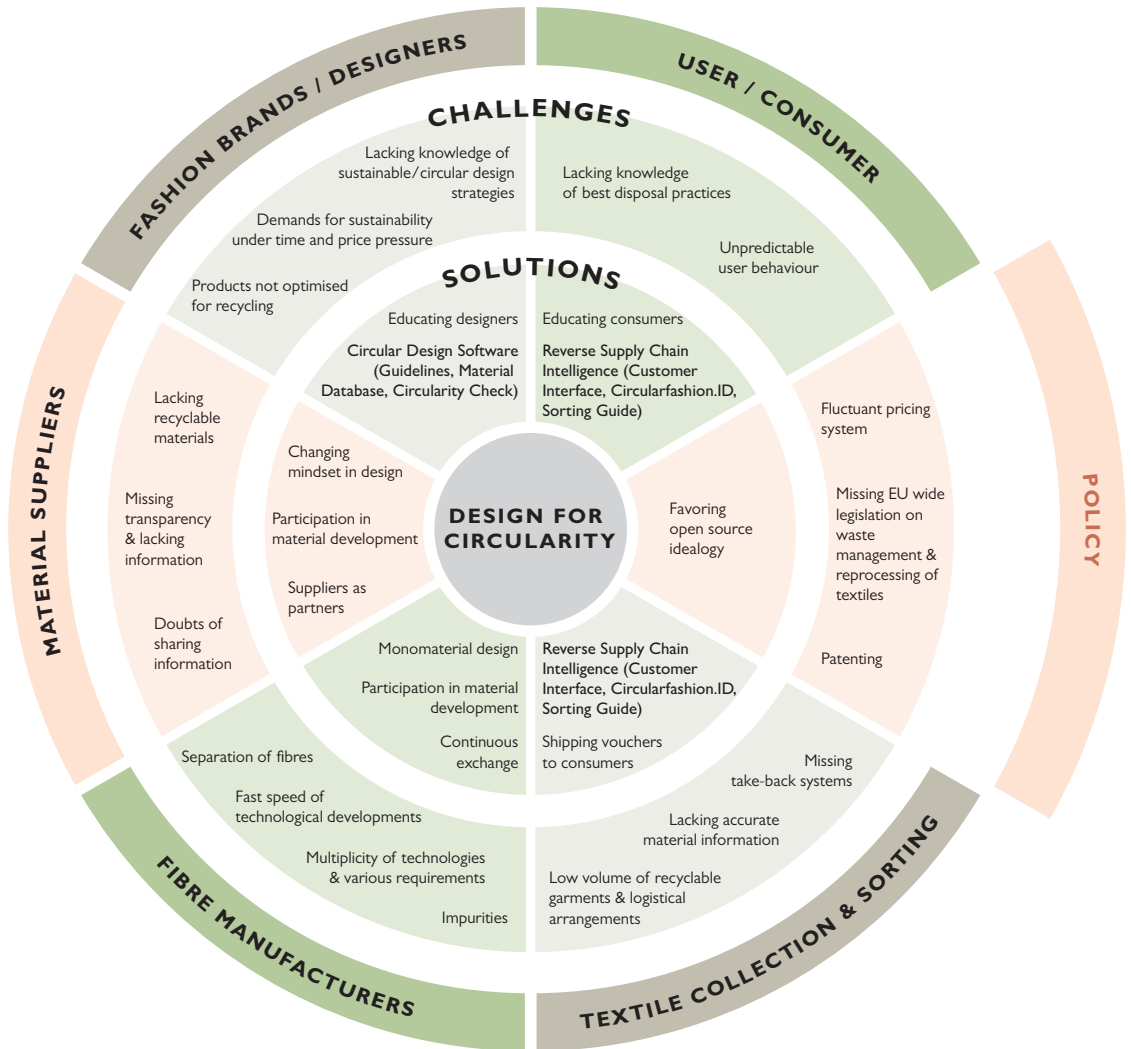 FASHION BRANDS / DESIGNERS
USER / CONSUMER
CHALLENGES
Lacking knowledge of
sustainable/circular design
strategies
Demands for sustainability
under time and price pressure
Products not optimised
for recycling
Lacking knowledge
of best disposal practices
Unpredictable
user behaviour
SOLUTIONS
Educating designers
Circular Design Software
(Guidelines, Material
Database, Circularity Check)
Educating consumers
Reverse Supply Chain
Intelligence (Customer
Interface, Circularfashion.ID,
Sorting Guide)
MATERIAL SUPPLIERS
Lacking
recyclable
materials
Missing
transparency
& lacking
information
Doubts of
sharing
information
Changing
mindset in design
Participation in
material development
Suppliers as
partners
DESIGN FOR
CIRCULARITY
Favoring
open source
idealogy
Fluctuant pricing
system
Missing EU wide
legislation on
waste
management &
reprocessing of
textiles
Patenting
POLICY
Monomaterial design
Participation in material
development
Continuous
exchange
Reverse Supply Chain
Intelligence (Customer
Interface, Circularfashion.ID,
Sorting Guide)
Shipping vouchers
to consumers
Separation of fibres
Fast speed of
technological developments
Multiplicity of technologies
& various requirements
Impurities
Missing
take-back systems
Lacking accurate
material information
Low volume of recyclable
garments & logistical
arrangements
FIBRE MANUFACTURERS
TEXTILE COLLECTION & SORTING